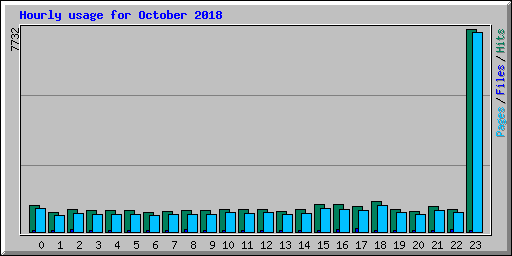 Hourly usage for October 2018
7732
Pages / Files / Hits
0 1 2 3 4 5 6 7 8 9 10 11 12 13 14 15 16 17 18 19 20 21 22 23